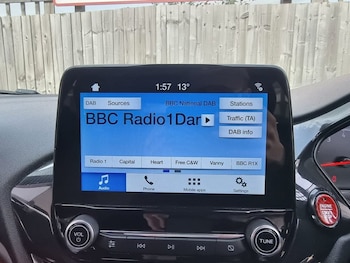 1:57 13°
DAB Sources BBC National DAB Stations
BBC Radio1Dan
Traffic (TA)
DAB info
Radio 1 Capital Heart Free C&W Vanny BBC R1X
Audio Phone Mobile apps Settings
VOL TUNE